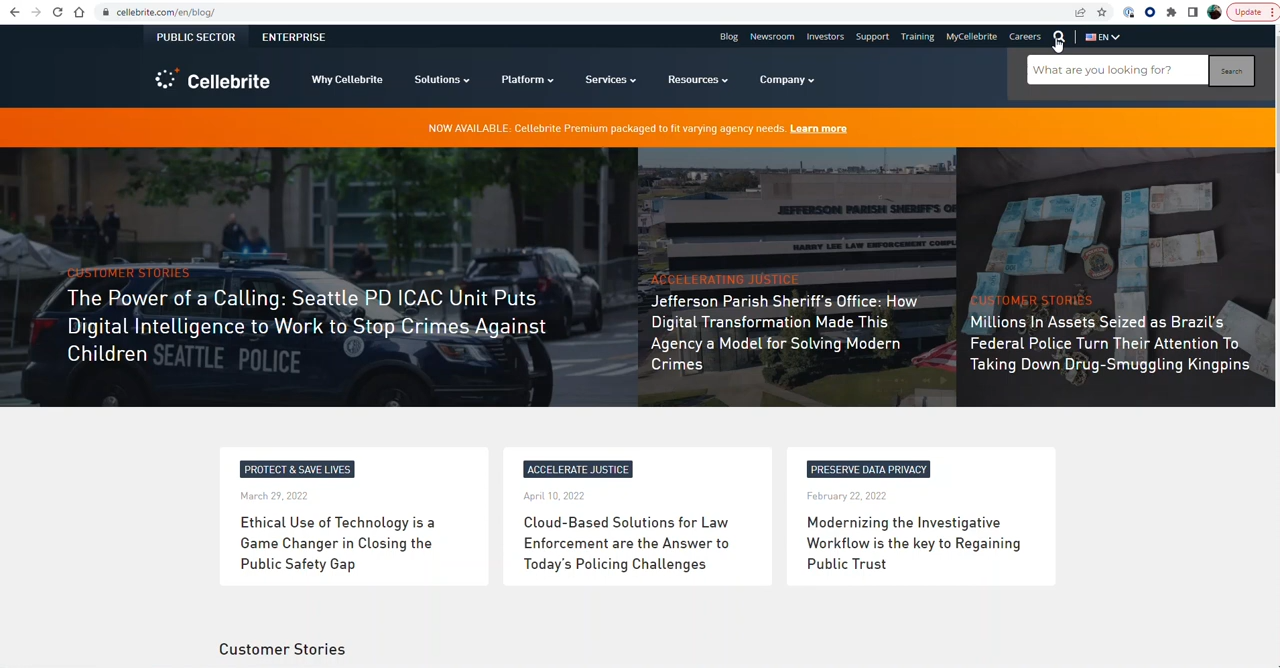 cellebrite.com/en/blog/
Update
PUBLIC SECTOR
ENTERPRISE
Blog
Newsroom
Investors
Support
Training
MyCellebrite
Careers
EN
Cellebrite
Why Cellebrite
Solutions
Platform
Services
Resources
Company
What are you looking for?
Search
NOW AVAILABLE: Cellebrite Premium packaged to fit varying agency needs. Learn more
CUSTOMER STORIES
The Power of a Calling: Seattle PD ICAC Unit Puts
Digital Intelligence to Work to Stop Crimes Against
Children
SEATTLE POLICE
JEFFERSON PARISH SHERIFF'S OF
HARRY LEE LAW ENFORCEMENT COMPL
ACCELERATING JUSTICE
Jefferson Parish Sheriff's Office: How
Digital Transformation Made This
Agency a Model for Solving Modern
Crimes
PF
CUSTOMER STORIES
Millions In Assets Seized as Brazil's
Federal Police Turn Their Attention To
Taking Down Drug-Smuggling Kingpins
PROTECT & SAVE LIVES
March 29, 2022
Ethical Use of Technology is a
Game Changer in Closing the
Public Safety Gap
ACCELERATE JUSTICE
April 10, 2022
Cloud-Based Solutions for Law
Enforcement are the Answer to
Today's Policing Challenges
PRESERVE DATA PRIVACY
February 22, 2022
Modernizing the Investigative
Workflow is the key to Regaining
Public Trust
Customer Stories